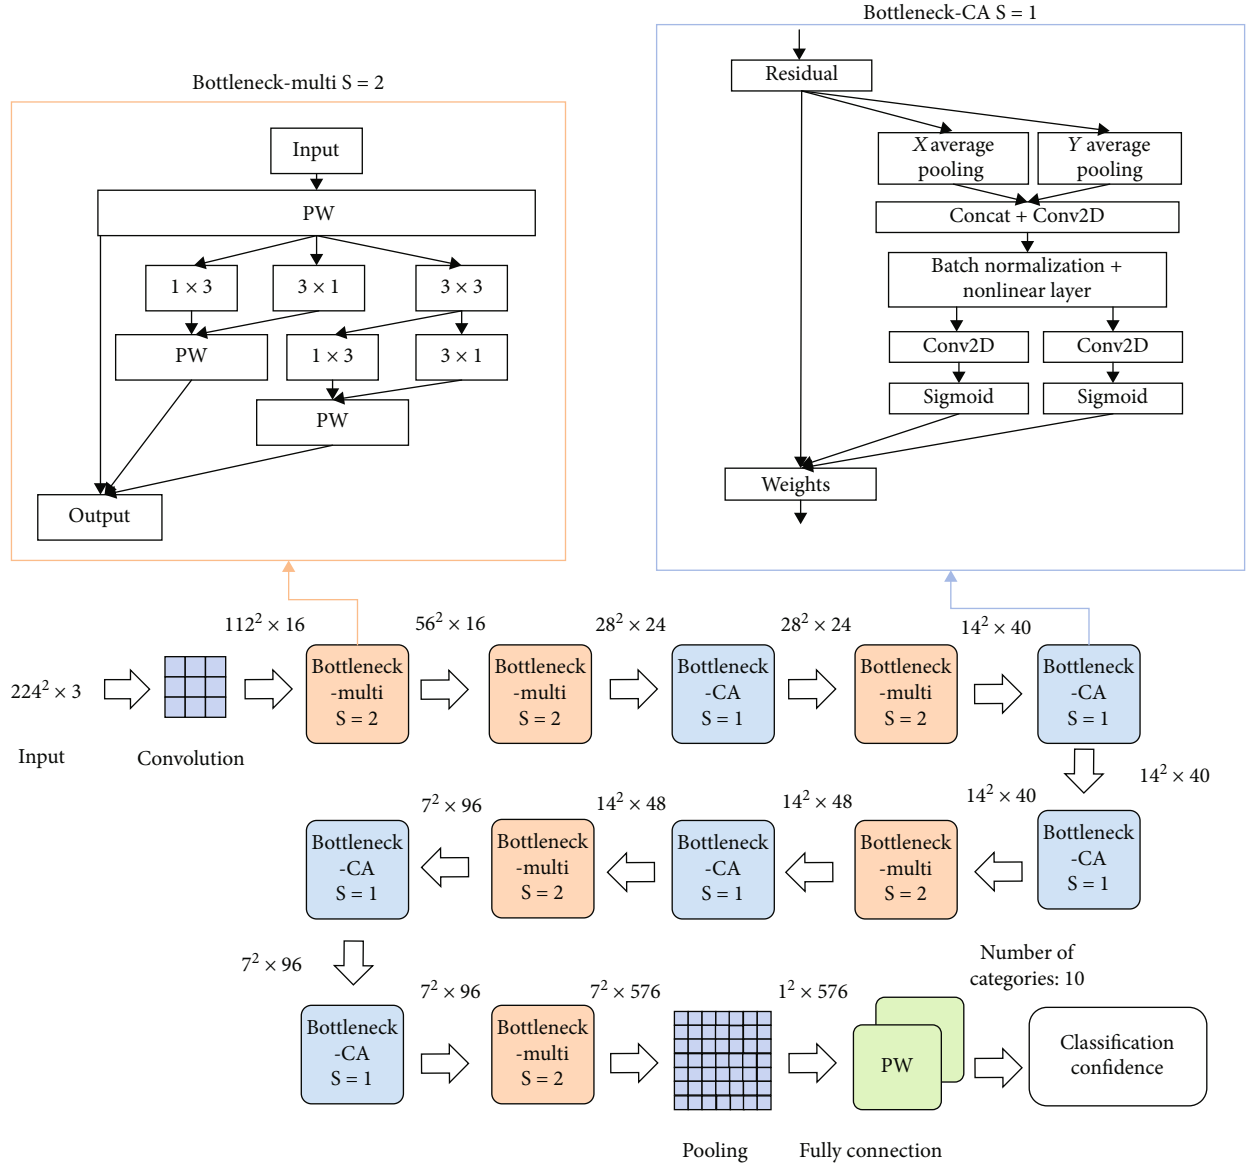 Bottleneck-CA S = 1
Bottleneck-multi S = 2
Input
PW
1 × 3
3 × 1
3 × 3
PW
1 × 3
3 × 1
PW
Output
Residual
X average
pooling
Y average
pooling
Concat + Conv2D
Batch normalization +
nonlinear layer
Conv2D
Conv2D
Sigmoid
Sigmoid
Weights
224² × 3
Input
Convolution
112² × 16
Bottleneck
-multi
S = 2
56² × 16
Bottleneck
-multi
S = 2
28² × 24
Bottleneck
-CA
S = 1
28² × 24
Bottleneck
-multi
S = 2
14² × 40
Bottleneck
-CA
S = 1
14² × 40
Bottleneck
-CA
S = 1
14² × 40
Bottleneck
-multi
S = 2
14² × 48
Bottleneck
-CA
S = 1
14² × 48
Bottleneck
-multi
S = 2
7² × 96
Bottleneck
-CA
S = 1
7² × 96
Bottleneck
-CA
S = 1
7² × 96
Bottleneck
-multi
S = 2
7² × 576
Pooling
1² × 576
PW
Fully connection
Number of
categories: 10
Classification
confidence